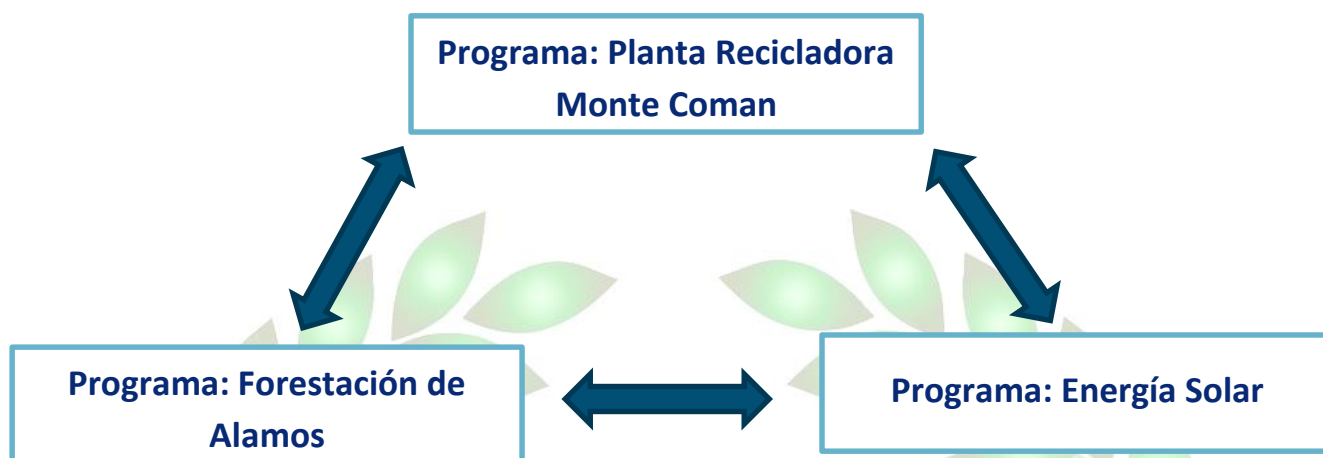 Programa: Planta Recicladora
Monte Coman
Programa: Forestación de
Alamos
Programa: Energía Solar